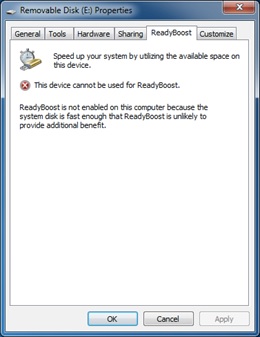 Removable Disk (E:) Properties
General Tools Hardware Sharing ReadyBoost Customize
Speed up your system by utilizing the available space on
this device.
This device cannot be used for ReadyBoost.
ReadyBoost is not enabled on this computer because the
system disk is fast enough that ReadyBoost is unlikely to
provide additional benefit.
OK Cancel Apply